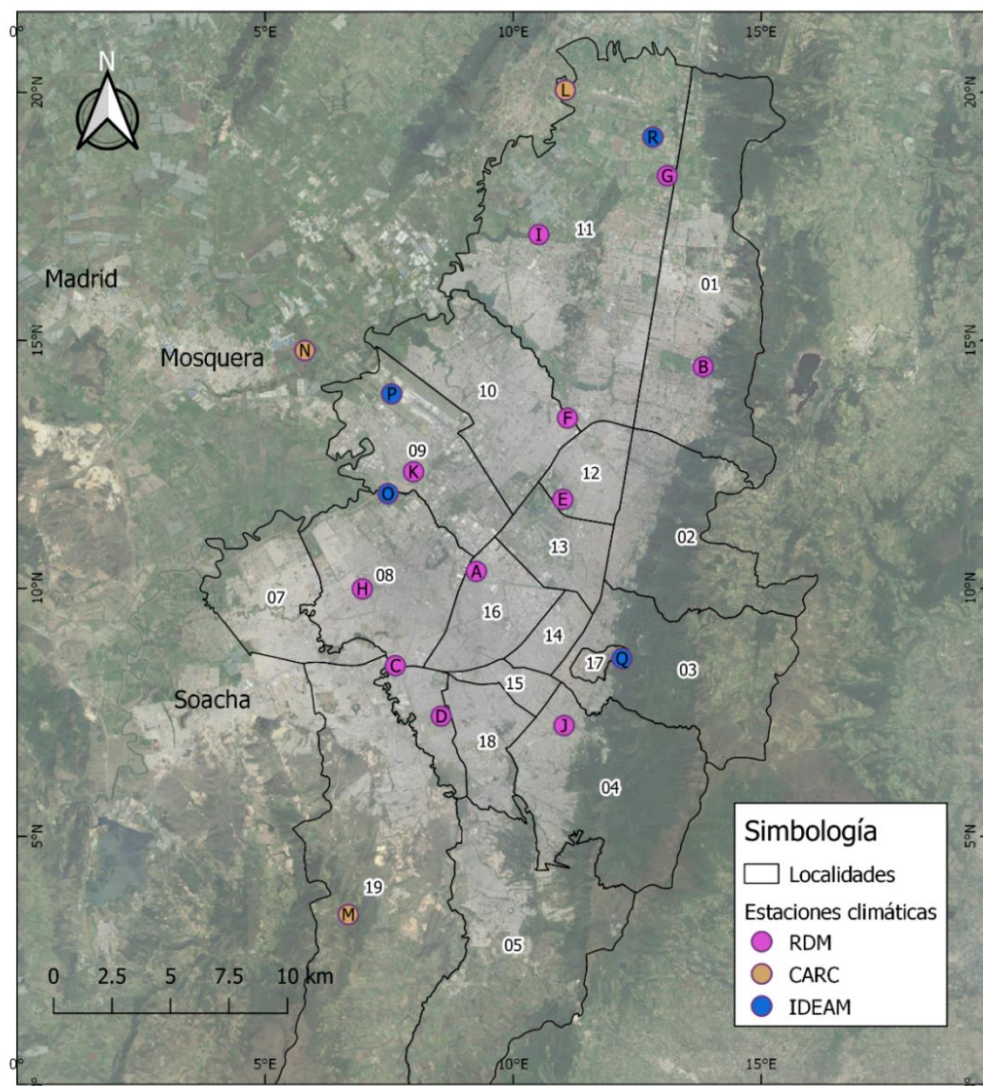 0° 5°E 10°E 15°E
N
20°N L 20°N
R
G
I 11
Madrid 01
15°N Mosquera N 15°N
B
P 10
F
09 12
K
O E
02
13
A
10°N 07 H 08 16 10°N
14
17 Q 03
C
Soacha 15
D J
18
04
5°N 5°N
19
M
05
Simbología
Localidades
Estaciones climáticas
RDM
CARC
IDEAM
0 2.5 5 7.5 10 km
0° 5°E 10°E 15°E 0°